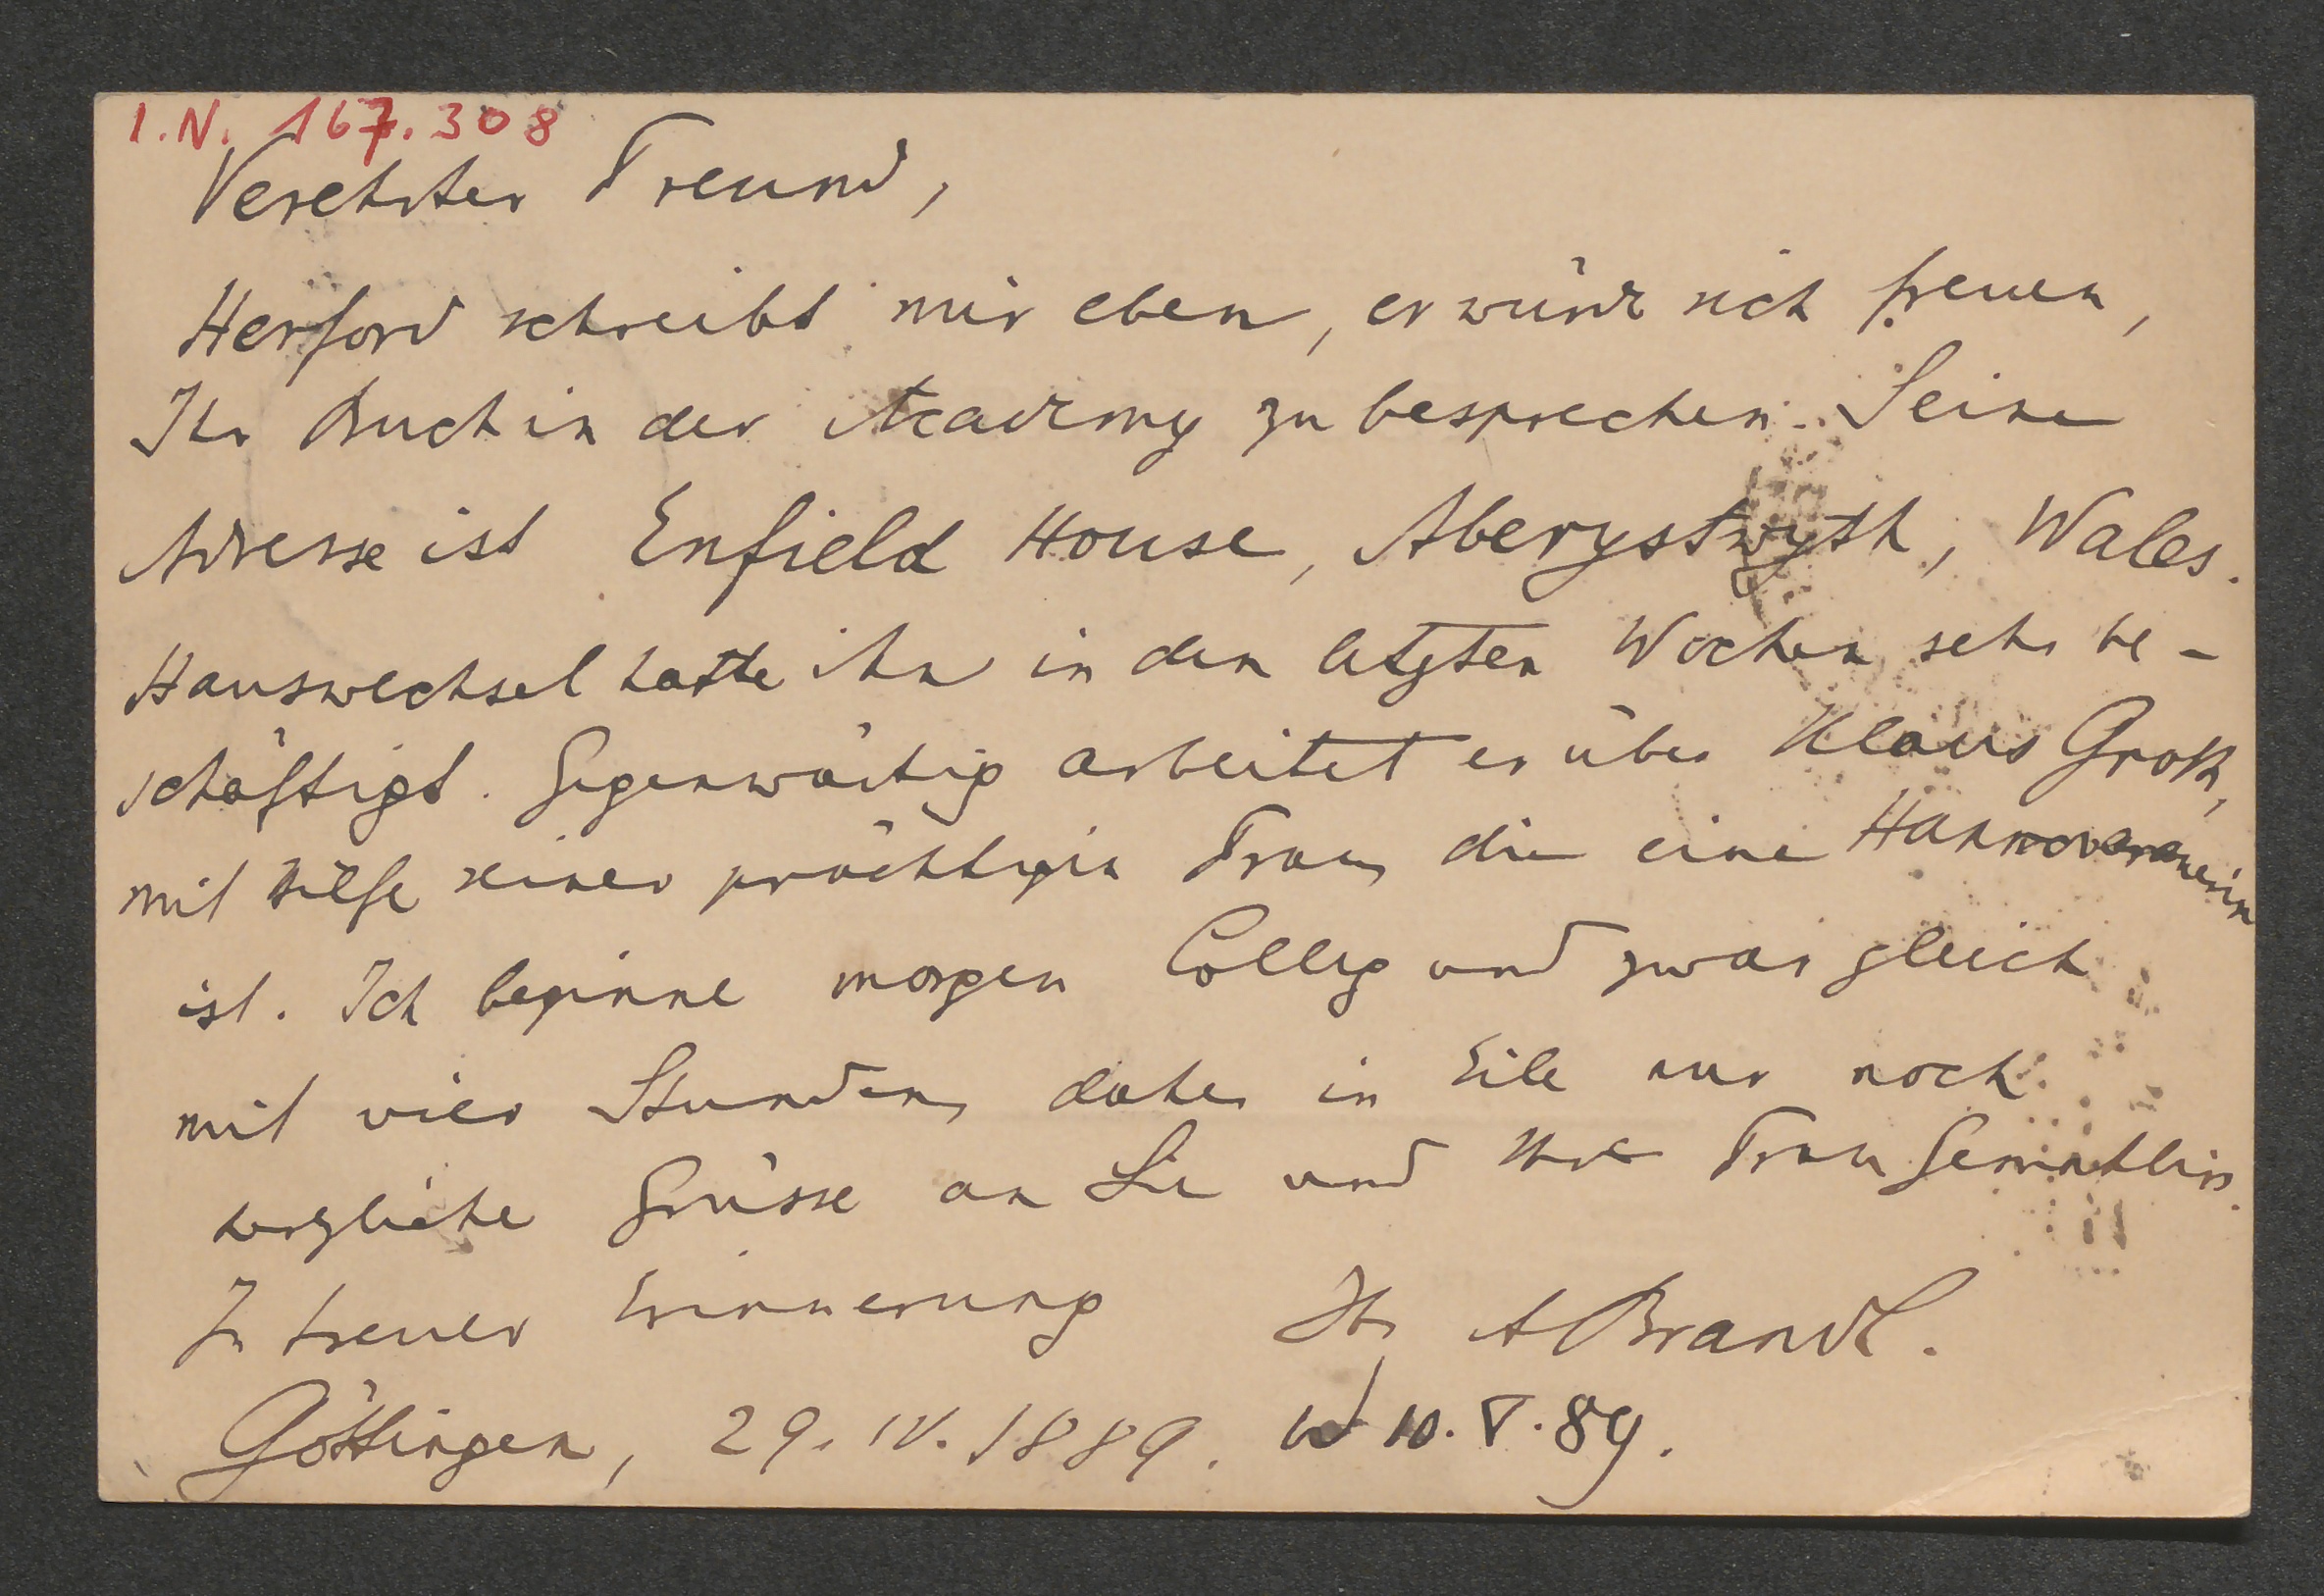 I.N. 167.308
Verehrter Freund,
Herford schreibt mir eben, er würde sich freuen,
Ihr Buch in der Academy zu besprechen. Seine
Adresse ist Enfield House, Aberystwyth, Wales.
Hauswechsel hatte ihn in den letzten Wochen sehr be-
schäftigt. Gegenwärtig arbeitet er über Klaus Groth,
mit Hilfe seiner prächtigen Frau, die eine Hannoveranerin
ist. Ich beginne morgen Colleg und zwar gleich
mit vier Stunden, daher in Eile nur noch
herzliche Grüsse an Sie und Ihre Frau Gemahlin.
In treuer Erinnerung Ihr ABrandl.
Göttingen, 29. IV. 1889. 10. V. 89.